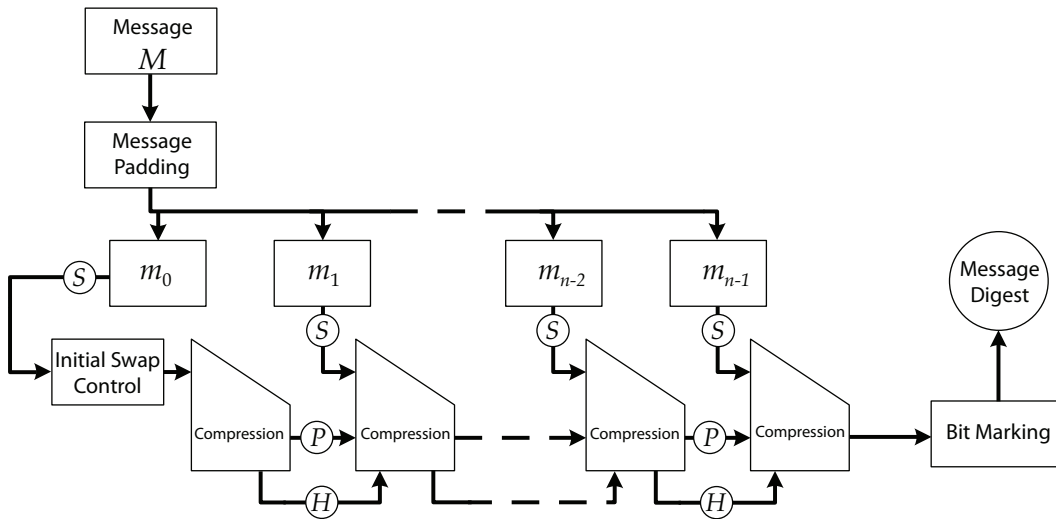 Message
M
Message
Padding
m0
m1
mn-2
mn-1
S
S
S
S
Message
Digest
Initial Swap
Control
Compression
P
Compression
Compression
P
Compression
Bit Marking
H
H